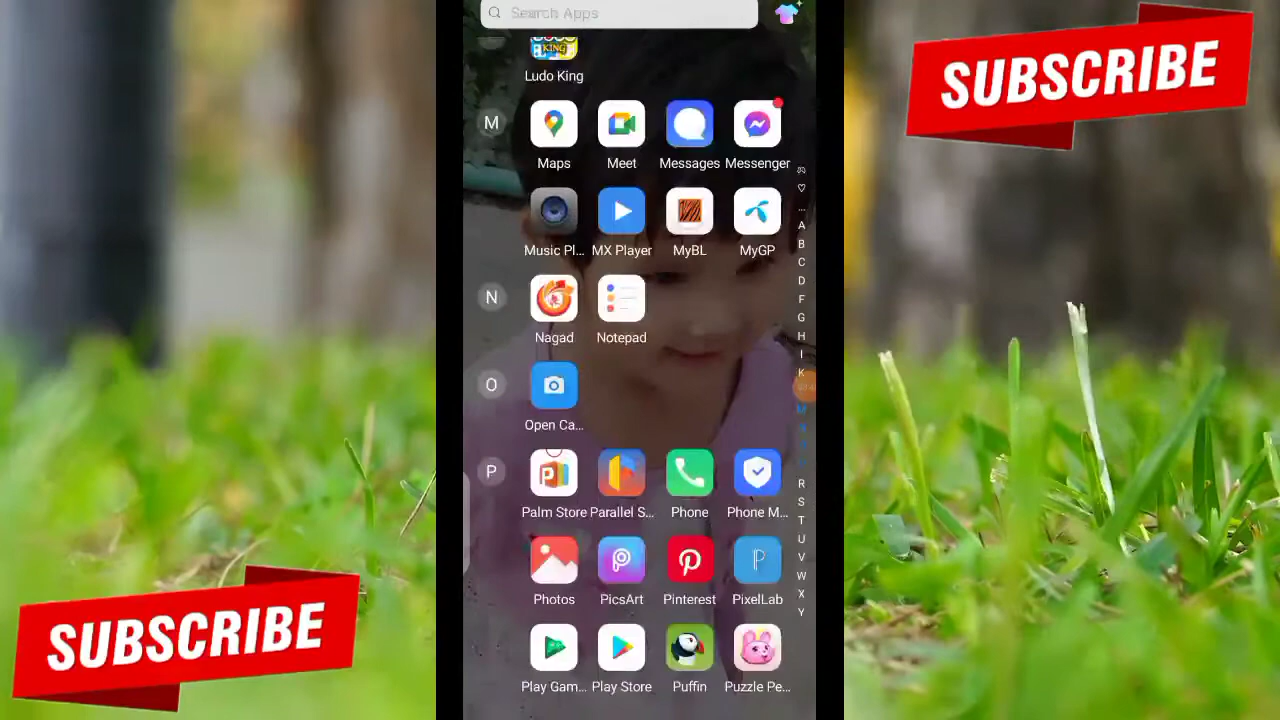 Search Apps
SUBSCRIBE
KING
Ludo King
M
Maps
Meet
Messages
Messenger
Music Pl...
MX Player
MyBL
MyGP
N
Nagad
Notepad
O
Open Ca...
P
Palm Store
Parallel S...
Phone
Phone M...
Photos
PicsArt
Pinterest
PixelLab
Play Gam...
Play Store
Puffin
Puzzle Pe...
...
A
B
C
D
F
G
H
I
K
M
R
S
T
U
V
W
X
Y
SUBSCRIBE